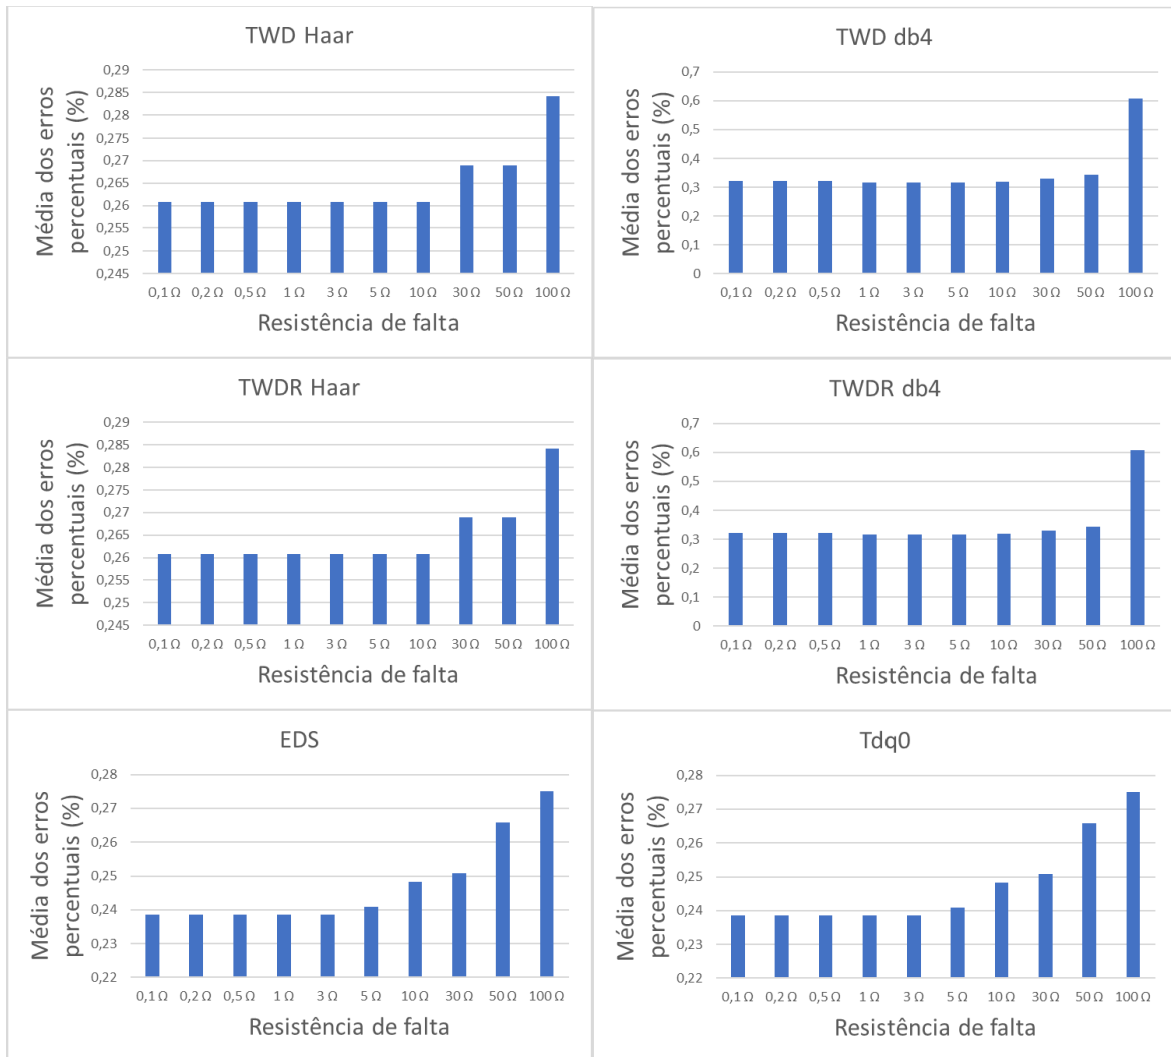 TWD Haar
Média dos erros
percentuais (%)
0,29
0,285
0,28
0,275
0,27
0,265
0,26
0,255
0,25
0,245
0,1 Ω 0,2 Ω 0,5 Ω 1 Ω 3 Ω 5 Ω 10 Ω 30 Ω 50 Ω 100 Ω
Resistência de falta
TWD db4
Média dos erros
percentuais (%)
0,7
0,6
0,5
0,4
0,3
0,2
0,1
0
0,1 Ω 0,2 Ω 0,5 Ω 1 Ω 3 Ω 5 Ω 10 Ω 30 Ω 50 Ω 100 Ω
Resistência de falta
TWDR Haar
Média dos erros
percentuais (%)
0,29
0,285
0,28
0,275
0,27
0,265
0,26
0,255
0,25
0,245
0,1 Ω 0,2 Ω 0,5 Ω 1 Ω 3 Ω 5 Ω 10 Ω 30 Ω 50 Ω 100 Ω
Resistência de falta
TWDR db4
Média dos erros
percentuais (%)
0,7
0,6
0,5
0,4
0,3
0,2
0,1
0
0,1 Ω 0,2 Ω 0,5 Ω 1 Ω 3 Ω 5 Ω 10 Ω 30 Ω 50 Ω 100 Ω
Resistência de falta
EDS
Média dos erros
percentuais (%)
0,28
0,27
0,26
0,25
0,24
0,23
0,22
0,1 Ω 0,2 Ω 0,5 Ω 1 Ω 3 Ω 5 Ω 10 Ω 30 Ω 50 Ω 100 Ω
Resistência de falta
Tdq0
Média dos erros
percentuais (%)
0,28
0,27
0,26
0,25
0,24
0,23
0,22
0,1 Ω 0,2 Ω 0,5 Ω 1 Ω 3 Ω 5 Ω 10 Ω 30 Ω 50 Ω 100 Ω
Resistência de falta